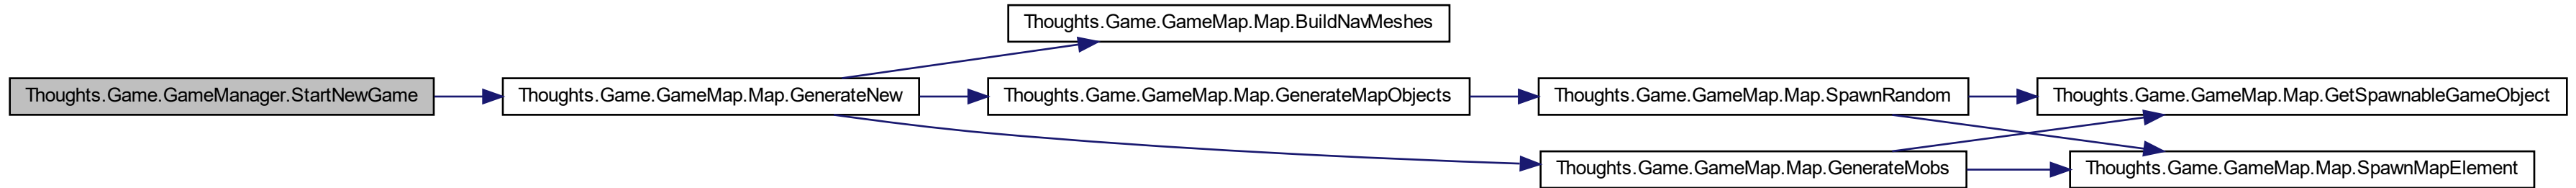 Thoughts.Game.GameMap.Map.BuildNavMeshes
Thoughts.Game.GameManager.StartNewGame
Thoughts.Game.GameMap.Map.GenerateNew
Thoughts.Game.GameMap.Map.GenerateMapObjects
Thoughts.Game.GameMap.Map.SpawnRandom
Thoughts.Game.GameMap.Map.GetSpawnableGameObject
Thoughts.Game.GameMap.Map.GenerateMobs
Thoughts.Game.GameMap.Map.SpawnMapElement